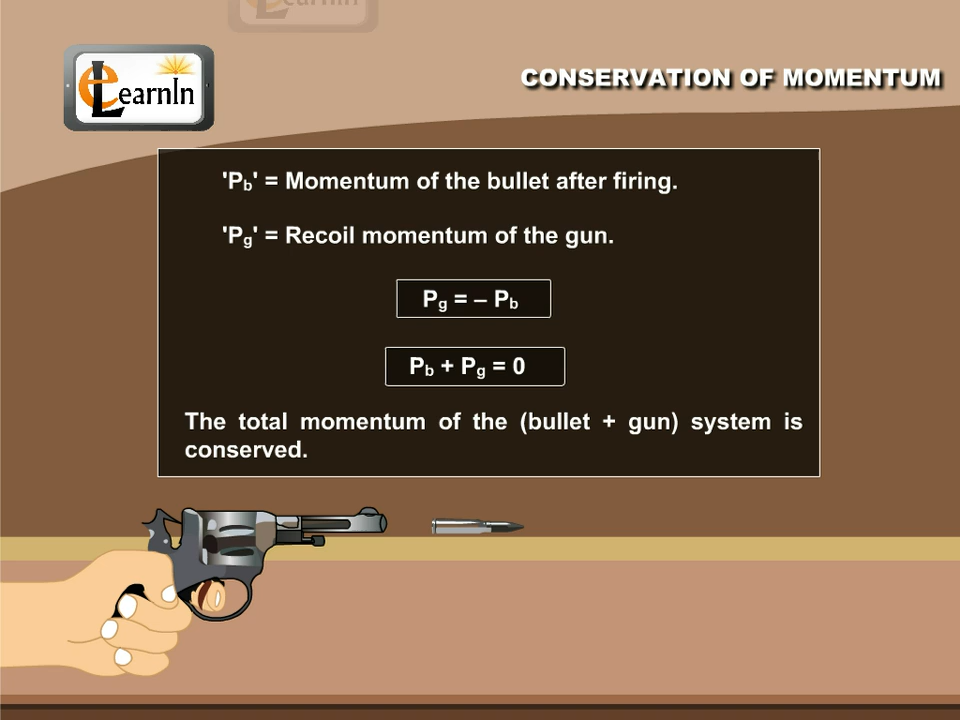 LearnIn
eLearnIn
CONSERVATION OF MOMENTUM
'Pb' = Momentum of the bullet after firing.
'Pg' = Recoil momentum of the gun.
Pg = – Pb
Pb + Pg = 0
The total momentum of the (bullet + gun) system is
conserved.